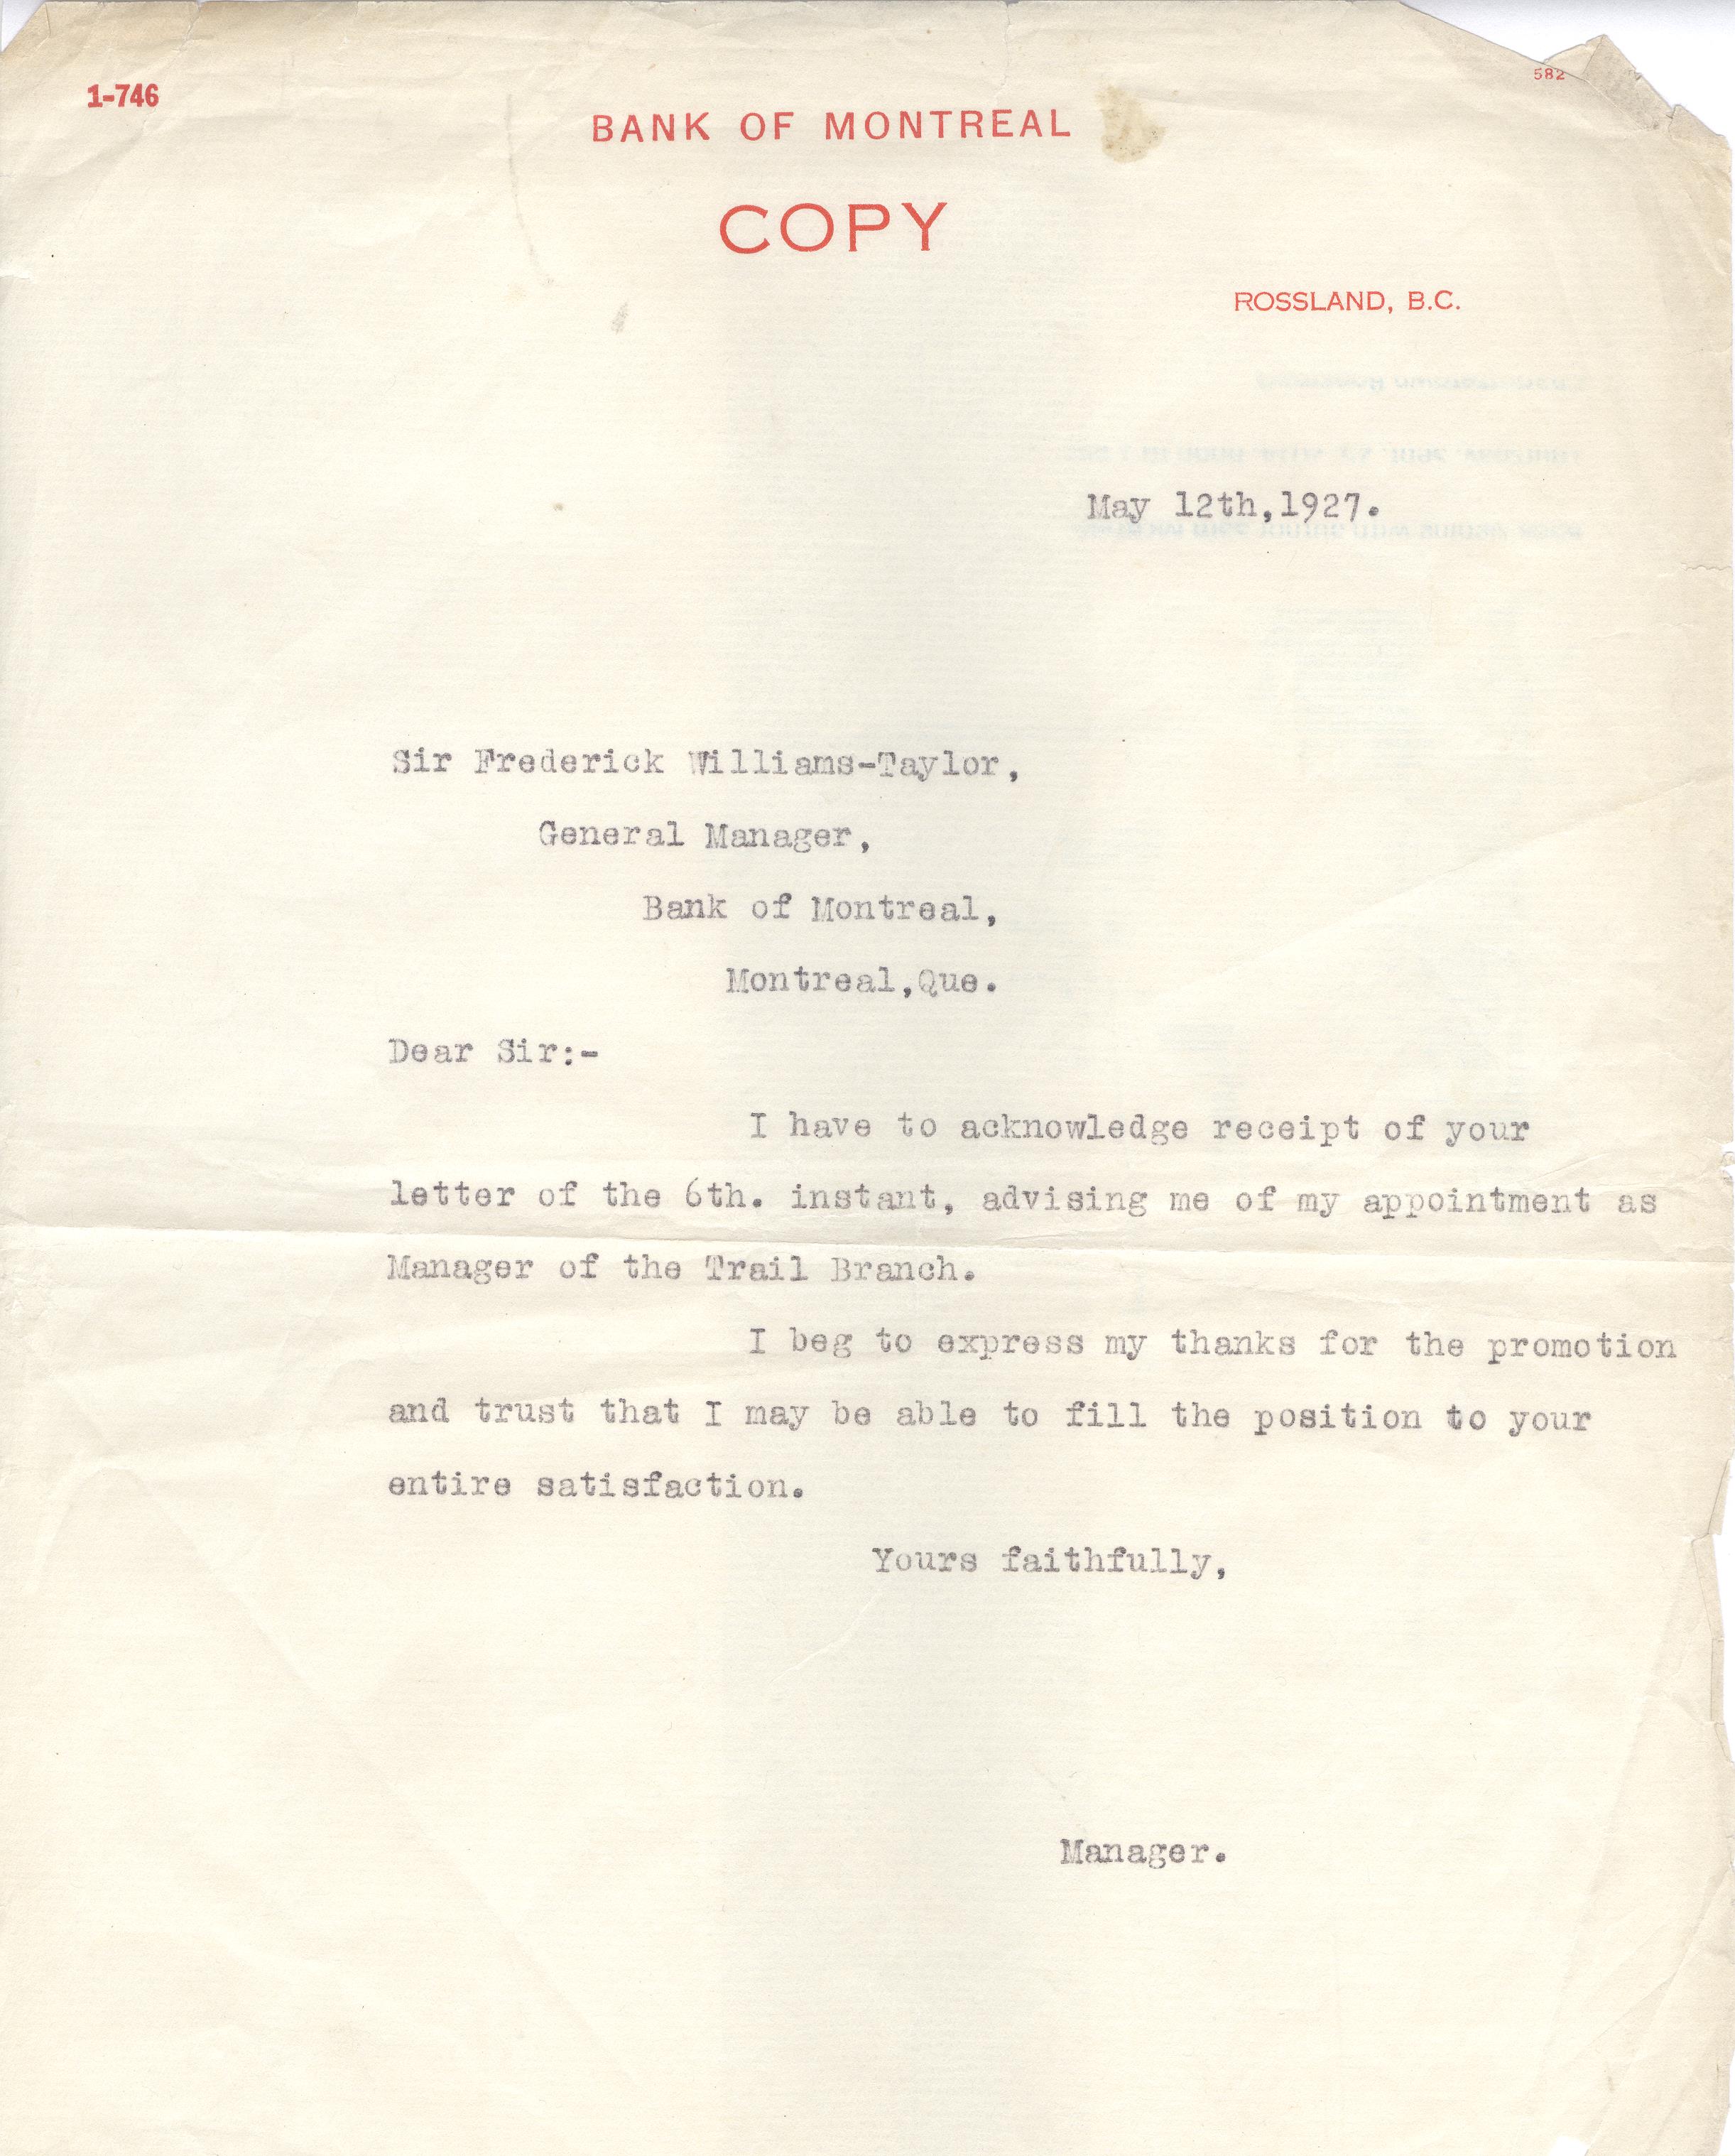 1-746
582
BANK OF MONTREAL
COPY
ROSSLAND, B.C.
May 12th,1927.
Sir Frederick Williams-Taylor,
General Manager,
Bank of Montreal,
Montreal,Que.
Dear Sir:-
I have to acknowledge receipt of your
letter of the 6th. instant, advising me of my appointment as
Manager of the Trail Branch.
I beg to express my thanks for the promotion
and trust that I may be able to fill the position to your
entire satisfaction.
Yours faithfully,
Manager.